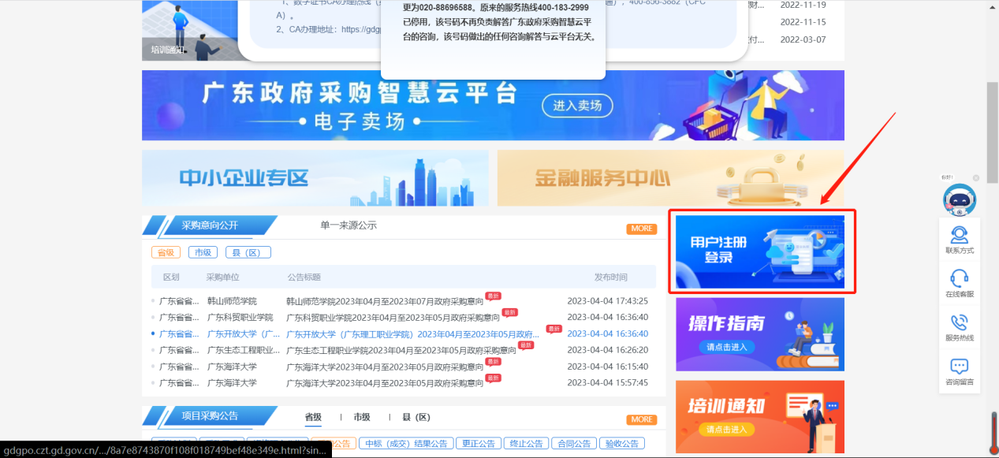 1、数字证书CA办理热线
更为020-88696588。原来的服务热线400-183-2999
通），400-856-3882（CFC
财...
2022-11-19
A）。
已停用，该号码不再负责解答广东政府采购智慧云平
2022-11-15
2、CA办理地址：https://gdgp
台的咨询，该号码做出的任何咨询解答与云平台无关。
付...
2022-03-07
培训通知
广东政府采购智慧云平台
电子卖场
进入卖场
中小企业专区
金融服务中心
你好!
采购意向公开
单一来源公示
MORE
省级
市级
县（区）
区划
采购单位
公告标题
发布时间
广东省省...
韩山师范学院
韩山师范学院2023年04月至2023年07月政府采购意向
最新
2023-04-04 17:43:25
广东省省...
广东科贸职业学院
广东科贸职业学院2023年04月至2023年05月政府采购意向
最新
2023-04-04 16:36:40
广东省省...
广东开放大学（广...
广东开放大学（广东理工职业学院）2023年04月至2023年05月政府...
最新
2023-04-04 16:36:40
广东省省...
广东生态工程职业...
广东生态工程职业学院2023年04月至2023年05月政府采购意向
最新
2023-04-04 16:26:20
广东省省...
广东海洋大学
广东海洋大学2023年04月至2023年05月政府采购意向
最新
2023-04-04 16:15:40
广东省省...
广东海洋大学
广东海洋大学2023年04月至2023年05月政府采购意向
最新
2023-04-04 15:57:45
用户注册
登录
操作指南
请点击进入
培训通知
请点击进入
联系方式
在线客服
服务热线
咨询留言
项目采购公告
省级
市级
县（区）
MORE
公告
中标（成交）结果公告
更正公告
终止公告
合同公告
验收公告
gdgpo.czt.gd.gov.cn/.../8a7e8743870f108f018749bef48e349e.html?sin...